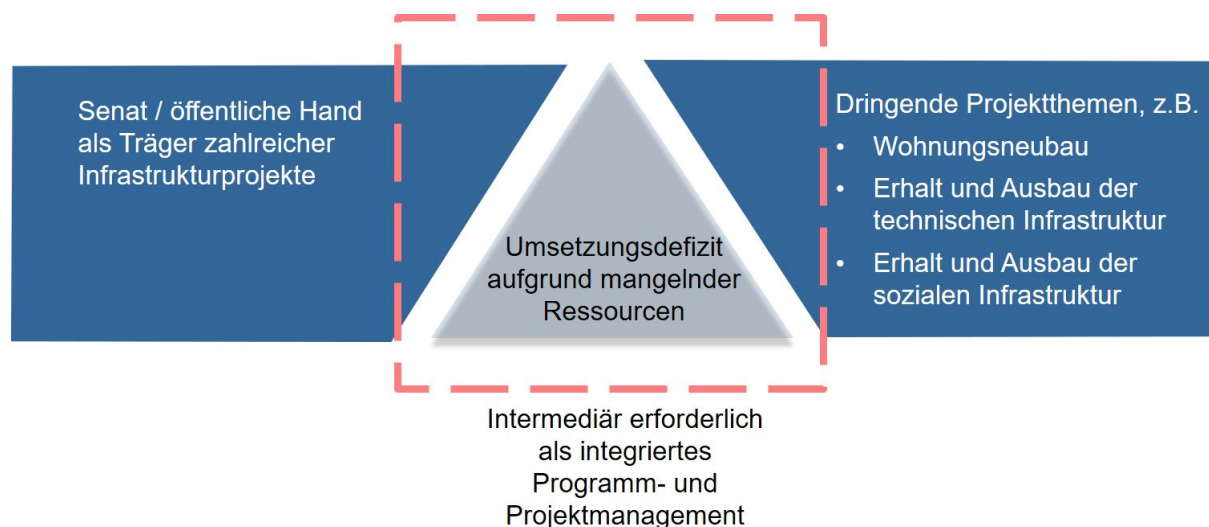 Senat / öffentliche Hand
als Träger zahlreicher
Infrastrukturprojekte
Umsetzungsdefizit
aufgrund mangelnder
Ressourcen
Dringende Projektthemen, z.B.
• Wohnungsneubau
• Erhalt und Ausbau der
technischen Infrastruktur
• Erhalt und Ausbau der
sozialen Infrastruktur
Intermediär erforderlich
als integriertes
Programm- und
Projektmanagement